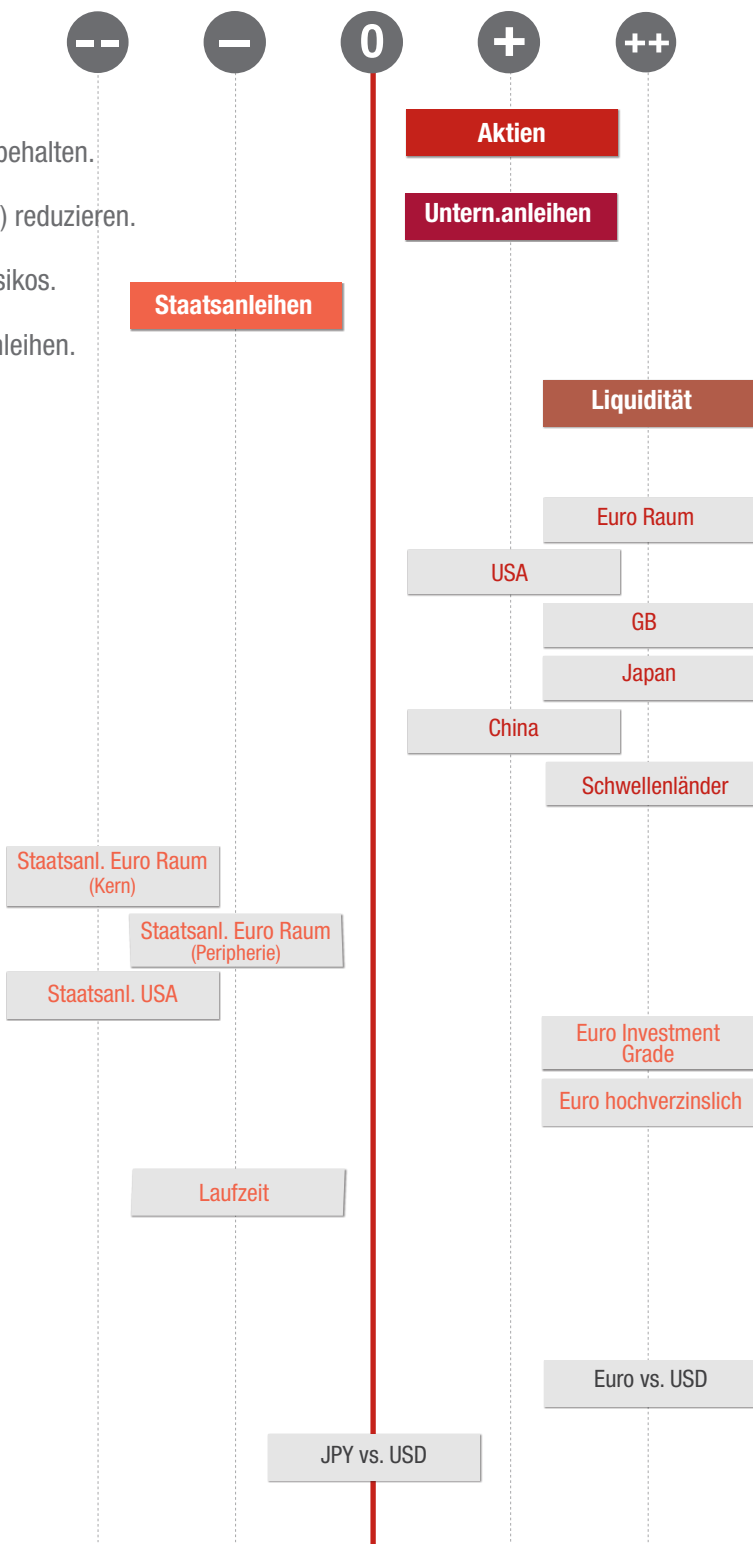 -- − 0 + ++
Aktien
behalten.
Untern.anleihen
) reduzieren.
sikos.
Staatsanleihen
nleihen.
Liquidität
Euro Raum
USA
GB
Japan
China
Schwellenländer
Staatsanl. Euro Raum
(Kern)
Staatsanl. Euro Raum
(Peripherie)
Staatsanl. USA
Euro Investment
Grade
Euro hochverzinslich
Laufzeit
Euro vs. USD
JPY vs. USD